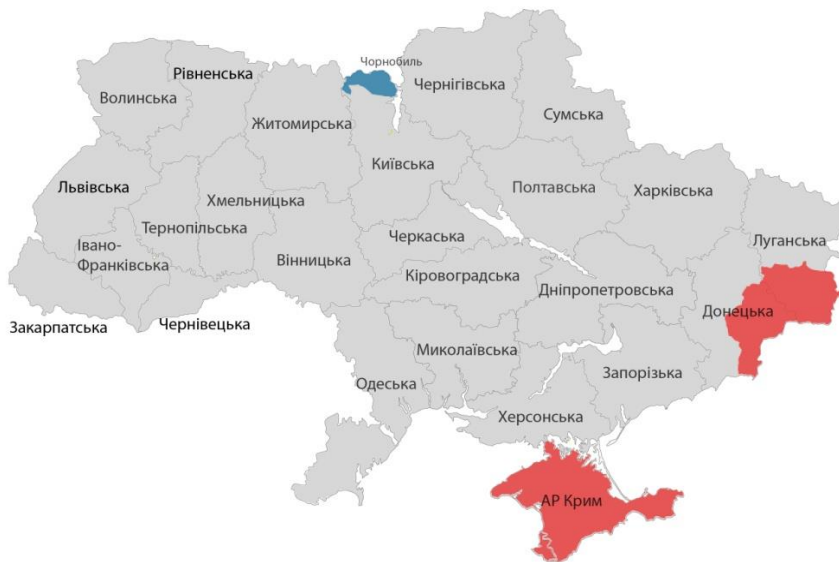 Чорнобиль
Рівненська
Волинська
Чернігівська
Сумська
Житомирська
Київська
Львівська
Полтавська
Харківська
Хмельницька
Тернопільська
Черкаська
Луганська
Івано-
Франківська
Вінницька
Кіровоградська
Дніпропетровська
Донецька
Закарпатська
Чернівецька
Миколаївська
Запорізька
Одеська
Херсонська
АР Крим